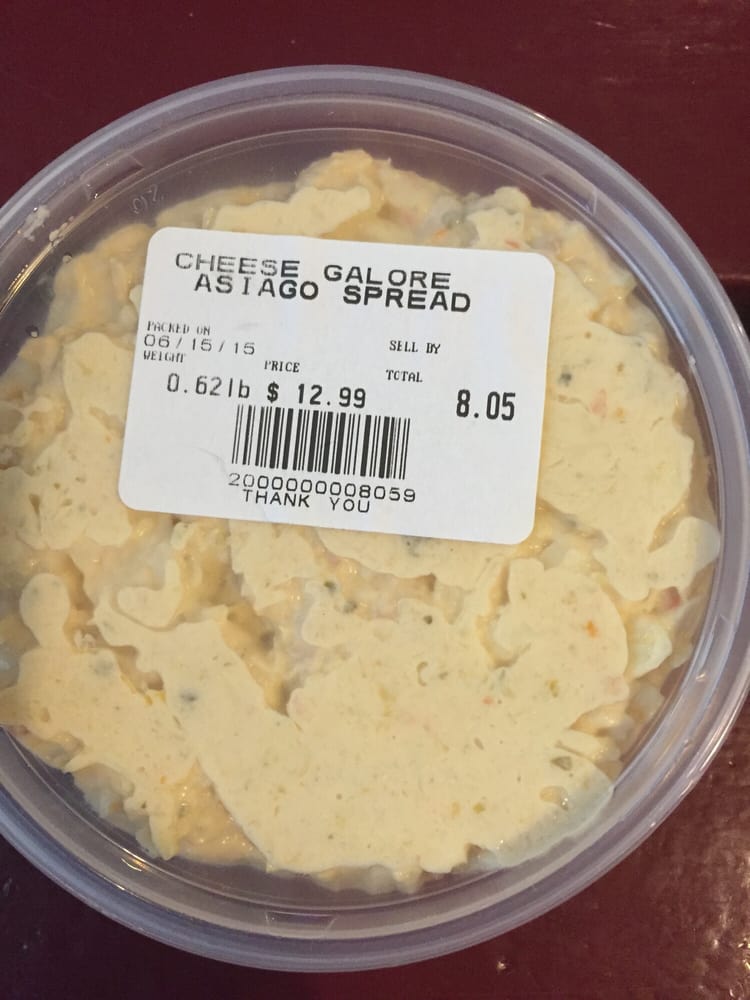 CHEESE GALORE
ASIAGO SPREAD
PACKED ON
06/15/15
SELL BY
WEIGHT
PRICE
TOTAL
0.62lb $ 12.99
8.05
2000000008059
THANK YOU